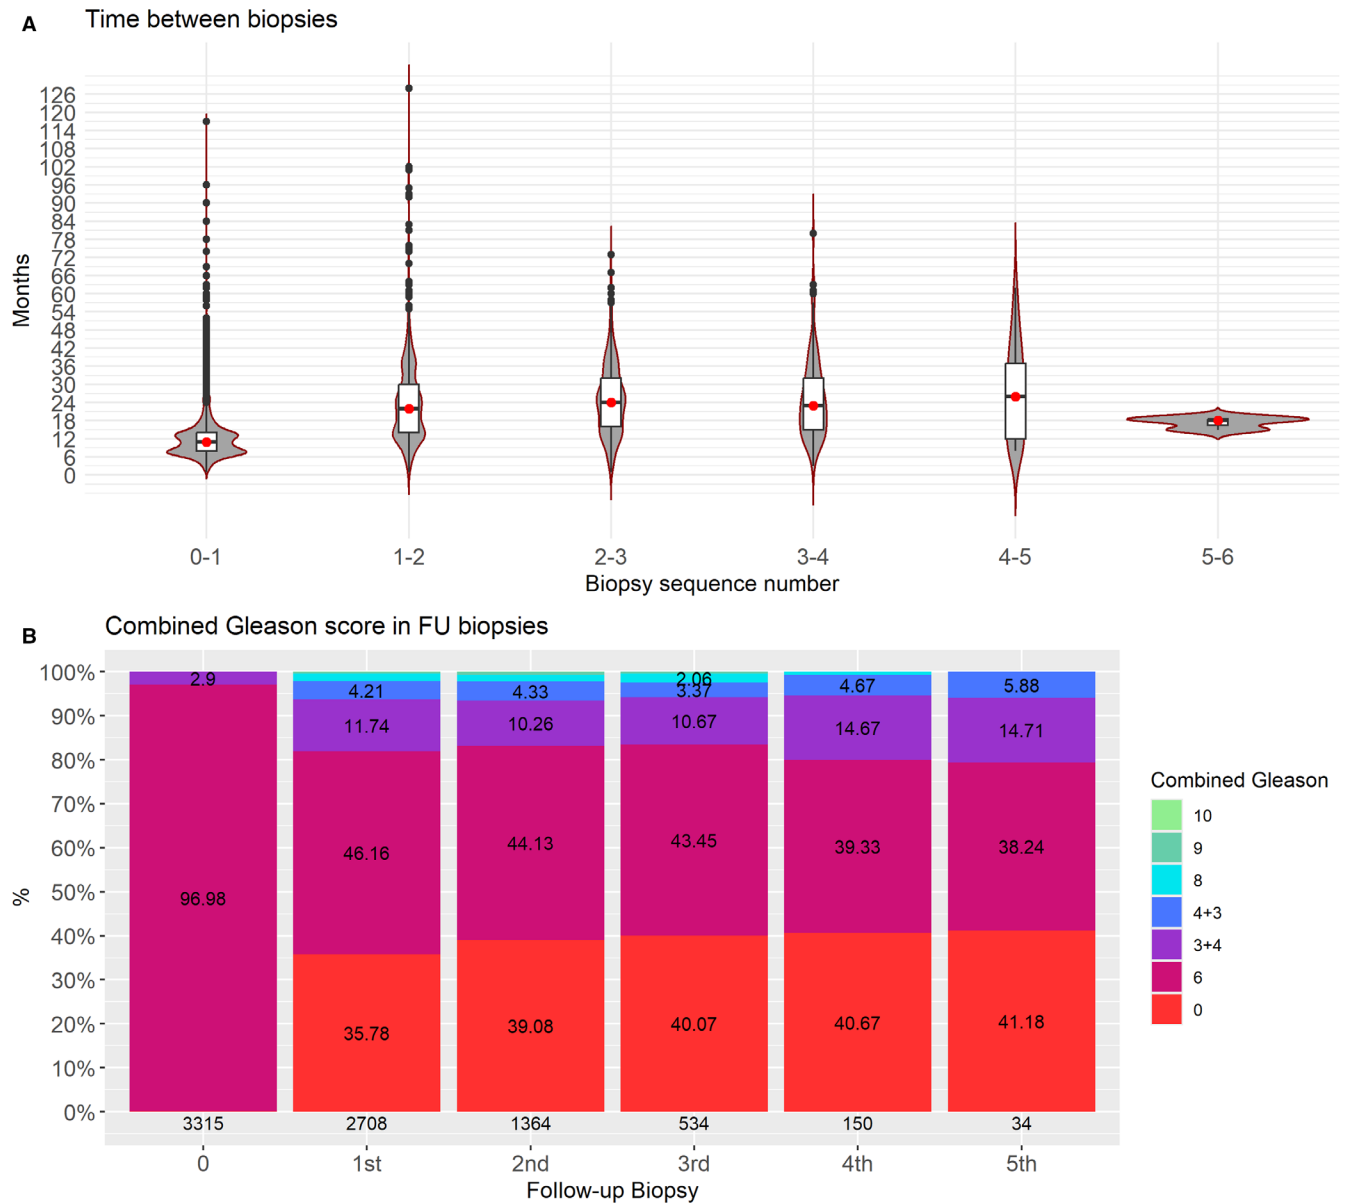 A
Time between biopsies
Months
126
120
114
108
102
96
90
84
78
72
66
60
54
48
42
36
30
24
18
12
6
0
0-1 1-2 2-3 3-4 4-5 5-6
Biopsy sequence number
B
Combined Gleason score in FU biopsies
%
100%
90%
80%
70%
60%
50%
40%
30%
20%
10%
0%
2.9 4.21 4.33 2.06 3.37 4.67 5.88
11.74 10.26 10.67 14.67 14.71
96.98 46.16 44.13 43.45 39.33 38.24
35.78 39.08 40.07 40.67 41.18
3315 2708 1364 534 150 34
0 1st 2nd 3rd 4th 5th
Follow-up Biopsy
Combined Gleason
10
9
8
4+3
3+4
6
0